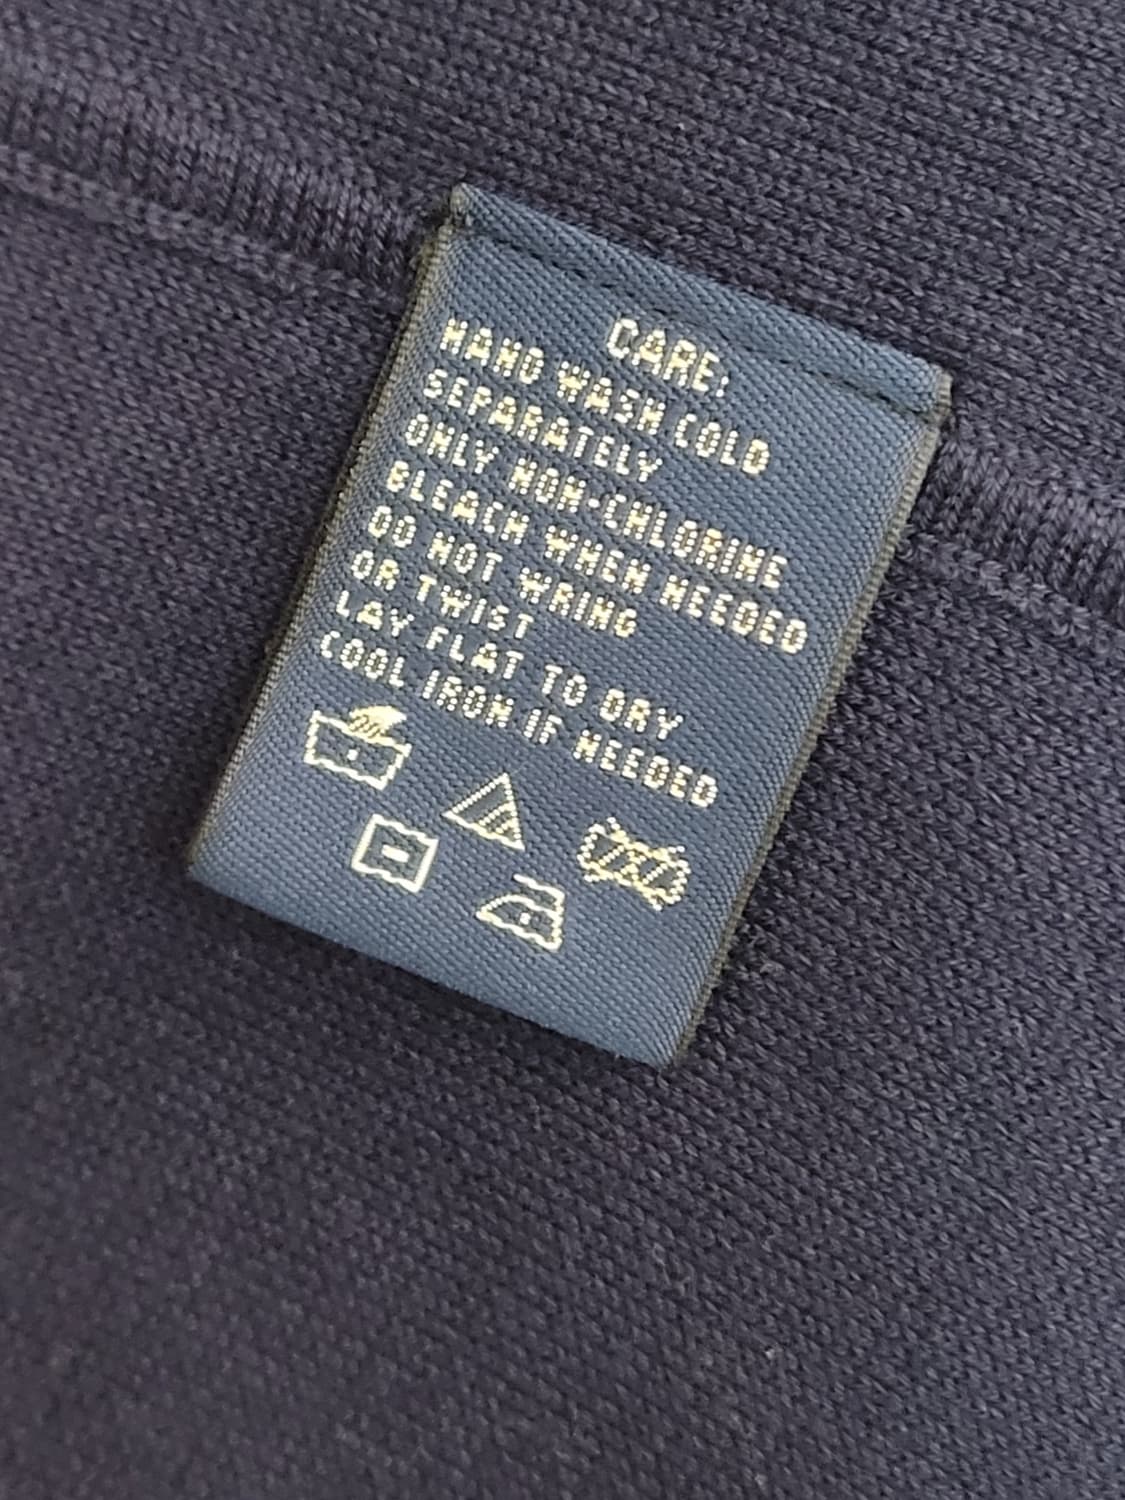 CARE:
HAND WASH COLD
SEPARATELY
ONLY NON-CHLORINE
BLEACH WHEN NEEDED
DO NOT WRING
OR TWIST
LAY FLAT TO DRY
COOL IRON IF NEEDED